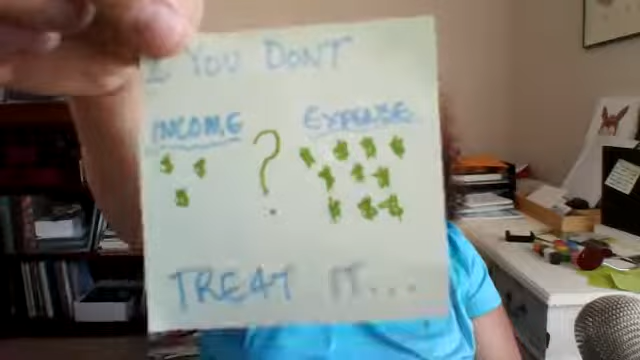 I YOU DON'T
INCOME ? EXPENSE
$ $ $ $ $ $
$ $ $ $
$ $ $
TREAT IT...